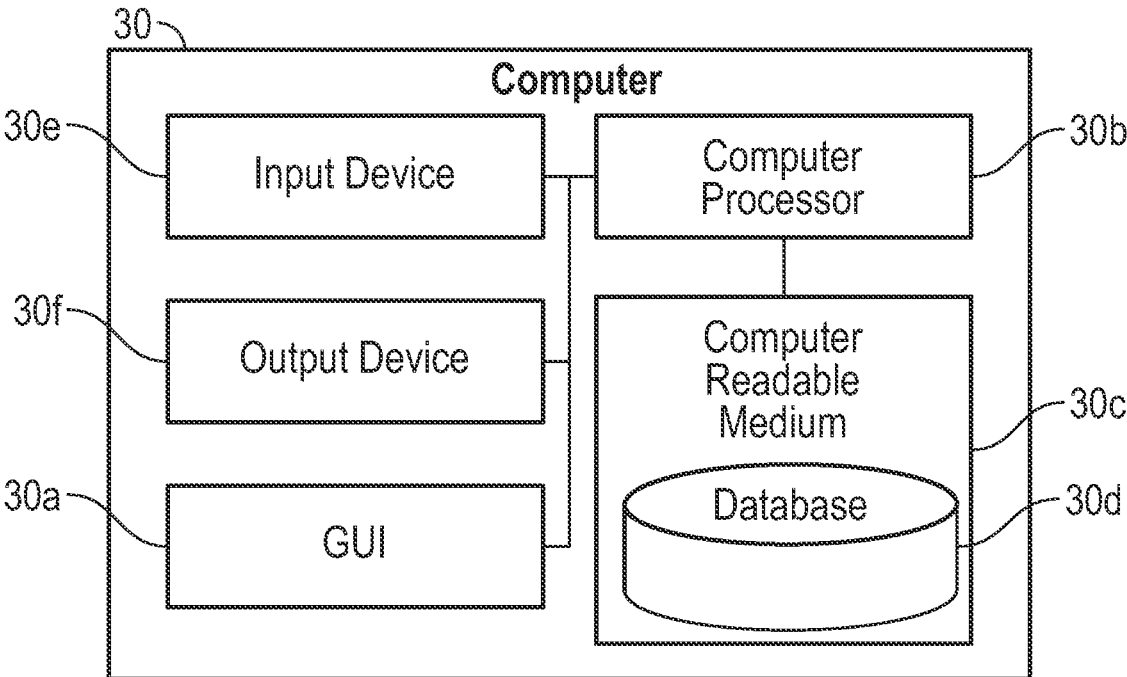 30
Computer
30e
Input Device
Computer
Processor
30b
30f
Output Device
Computer
Readable
Medium
30c
30a
GUI
Database
30d